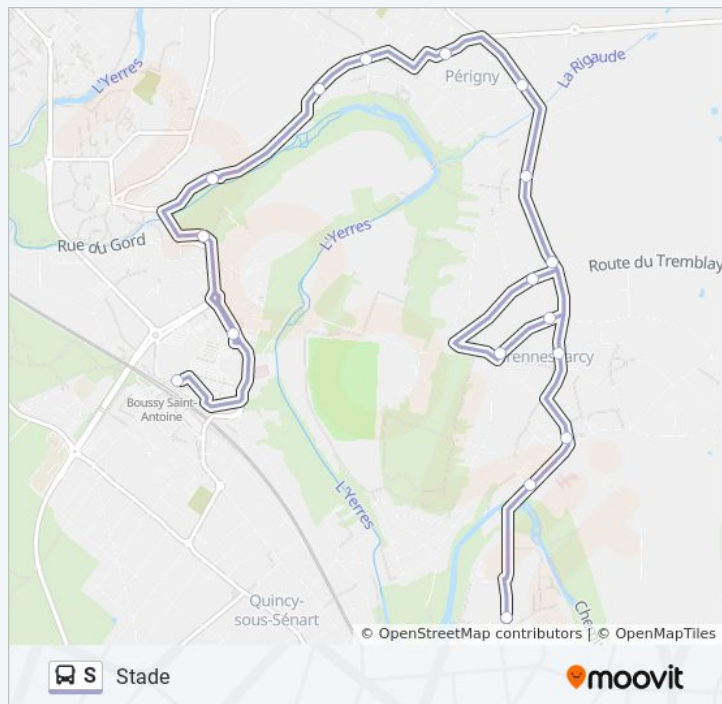 L'Yerres
Périgny
La Rigaude
L'Yerres
Rue du Gord
Route du Tremblay
Boussy Saint-
Antoine
L'Yerres
Quincy-
sous-Sénart
© OpenStreetMap contributors | © OpenMapTiles
S Stade
moovit